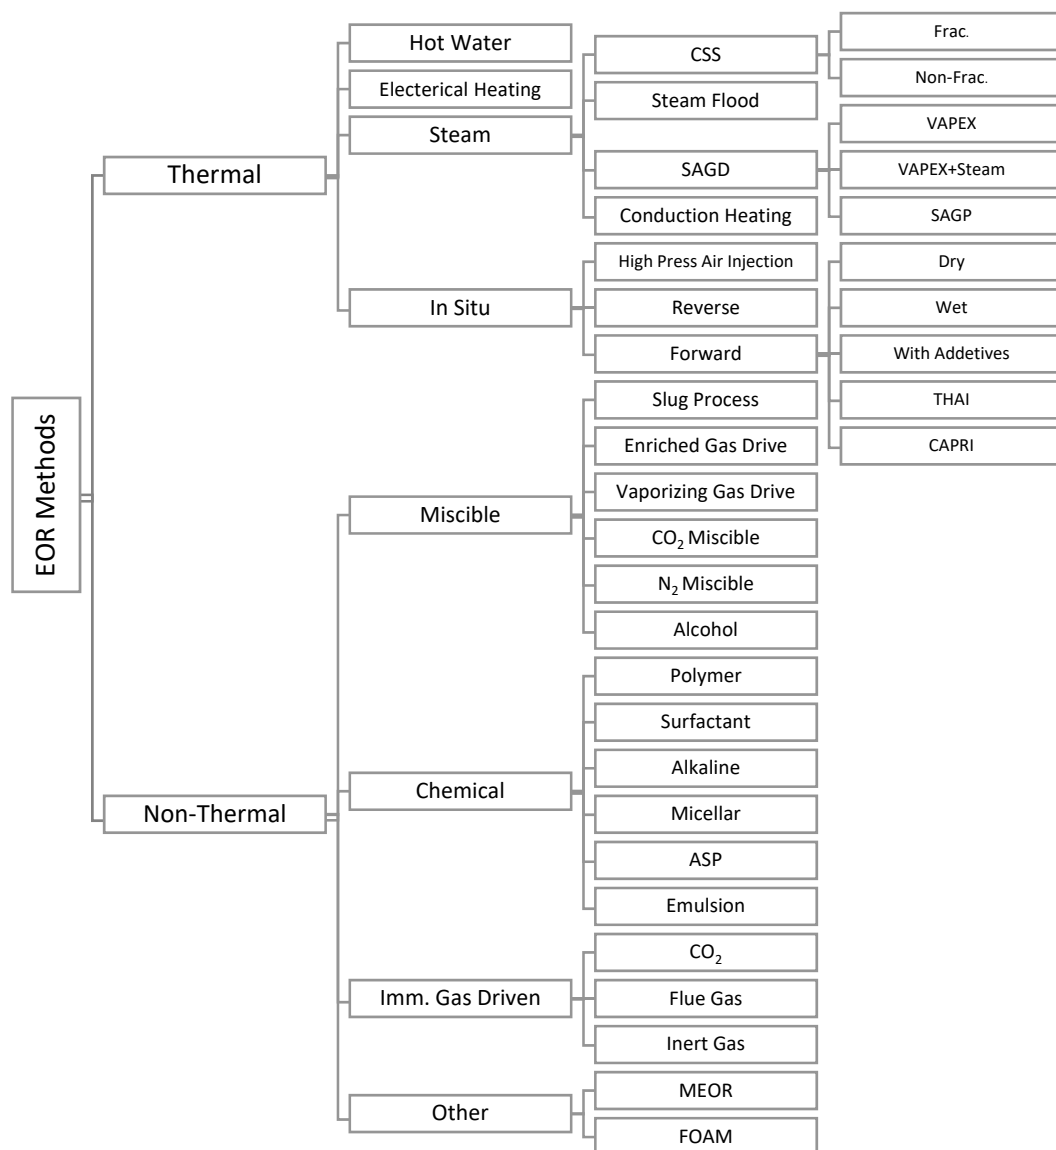 EOR Methods
Thermal
Hot Water
Electerical Heating
Steam
CSS
Frac.
Non-Frac.
Steam Flood
SAGD
VAPEX
VAPEX+Steam
SAGP
Conduction Heating
In Situ
High Press Air Injection
Reverse
Forward
Dry
Wet
With Addetives
THAI
CAPRI
Non-Thermal
Miscible
Slug Process
Enriched Gas Drive
Vaporizing Gas Drive
CO₂ Miscible
N₂ Miscible
Alcohol
Chemical
Polymer
Surfactant
Alkaline
Micellar
ASP
Emulsion
Imm. Gas Driven
CO₂
Flue Gas
Inert Gas
Other
MEOR
FOAM